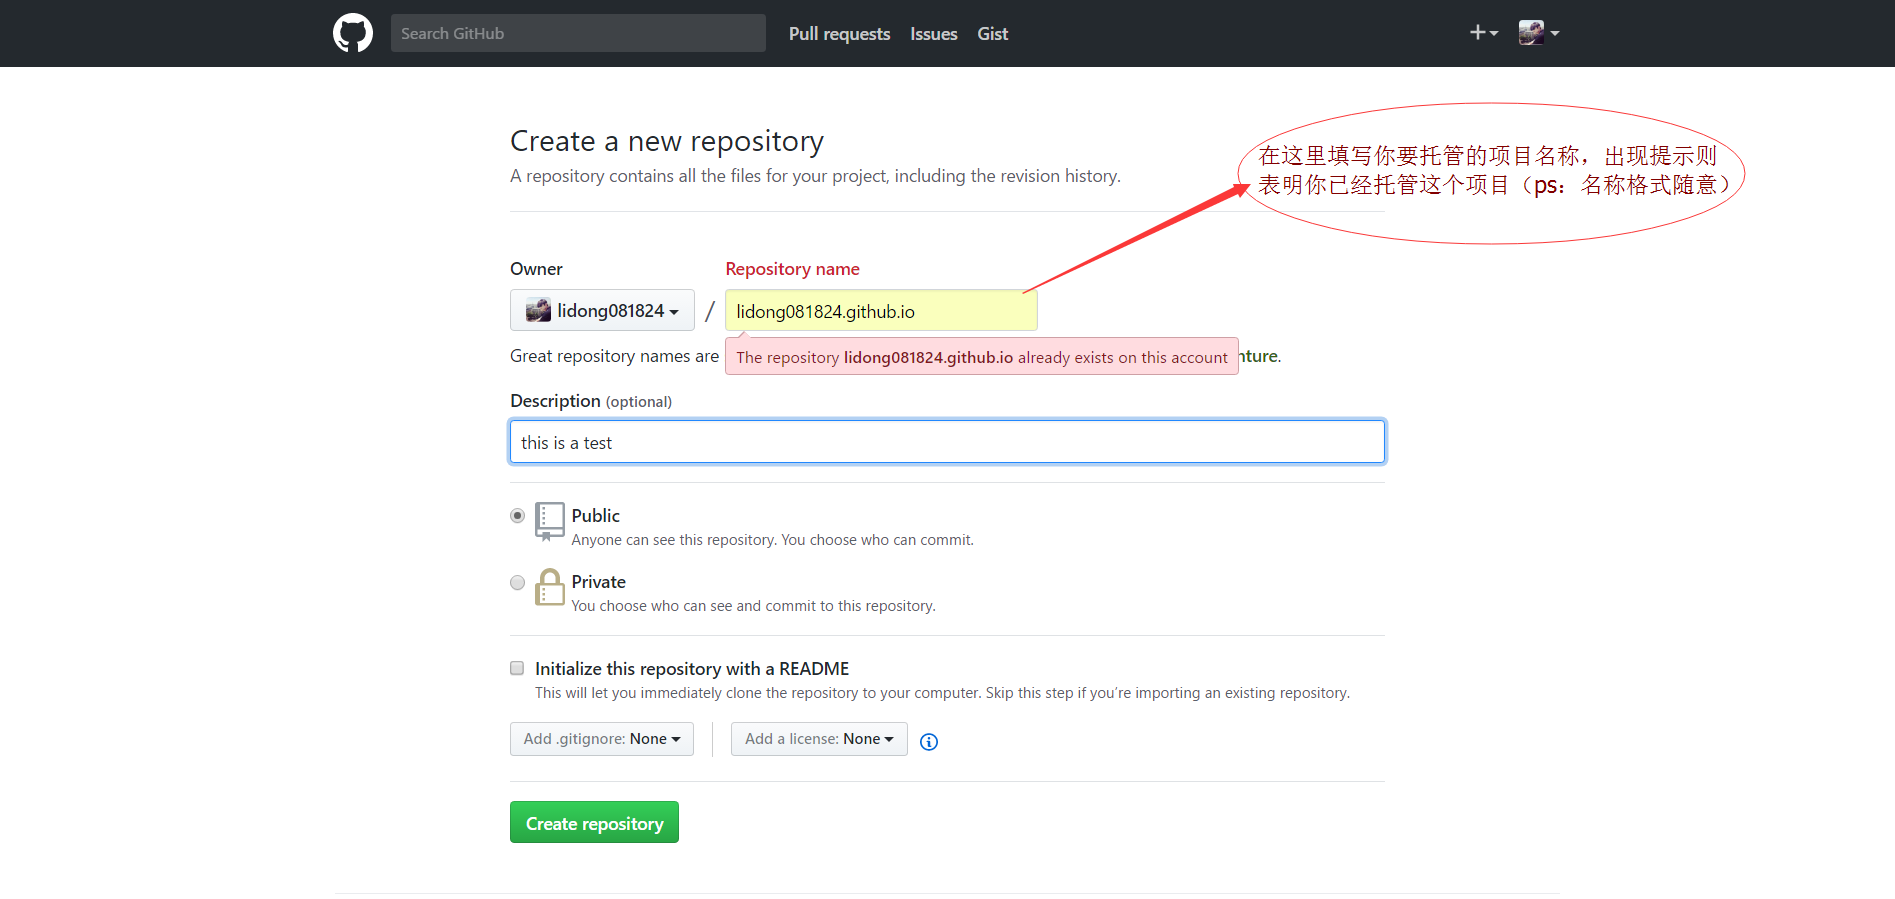 Search GitHub
Pull requests
Issues
Gist
Create a new repository
A repository contains all the files for your project, including the revision history.
在这里填写你要托管的项目名称，出现提示则
表明你已经托管这个项目（ps：名称格式随意）
Owner
Repository name
lidong081824
/
lidong081824.github.io
Great repository names are
The repository lidong081824.github.io already exists on this account
nture.
Description (optional)
this is a test
Public
Anyone can see this repository. You choose who can commit.
Private
You choose who can see and commit to this repository.
Initialize this repository with a README
This will let you immediately clone the repository to your computer. Skip this step if you’re importing an existing repository.
Add .gitignore: None
Add a license: None
Create repository